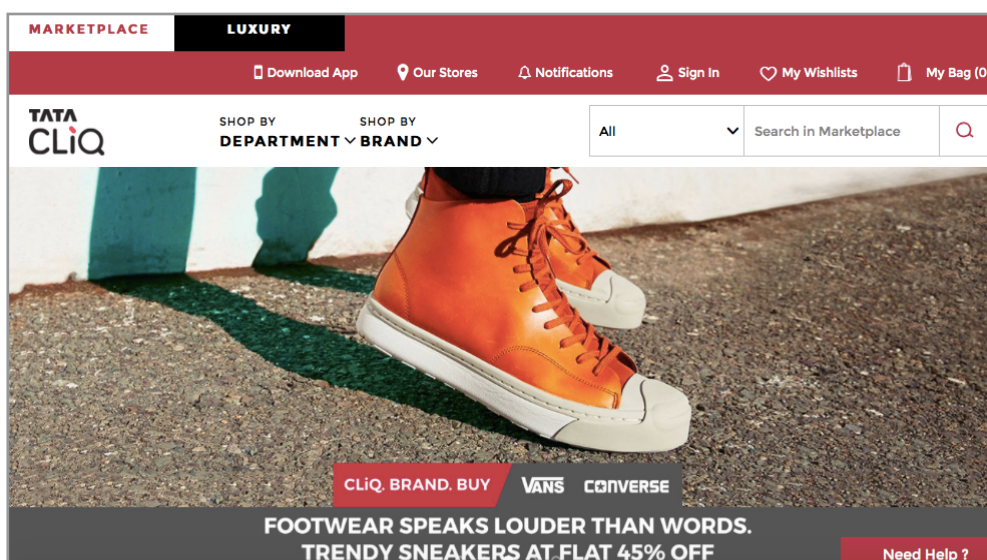 MARKETPLACE LUXURY
Download App Our Stores Notifications Sign In My Wishlists My Bag (0
TATA
CLiQ
SHOP BY SHOP BY
DEPARTMENT BRAND
All Search in Marketplace
CLiQ. BRAND. BUY VANS CONVERSE
FOOTWEAR SPEAKS LOUDER THAN WORDS.
TRENDY SNEAKERS AT FLAT 45% OFF
Need Help ?